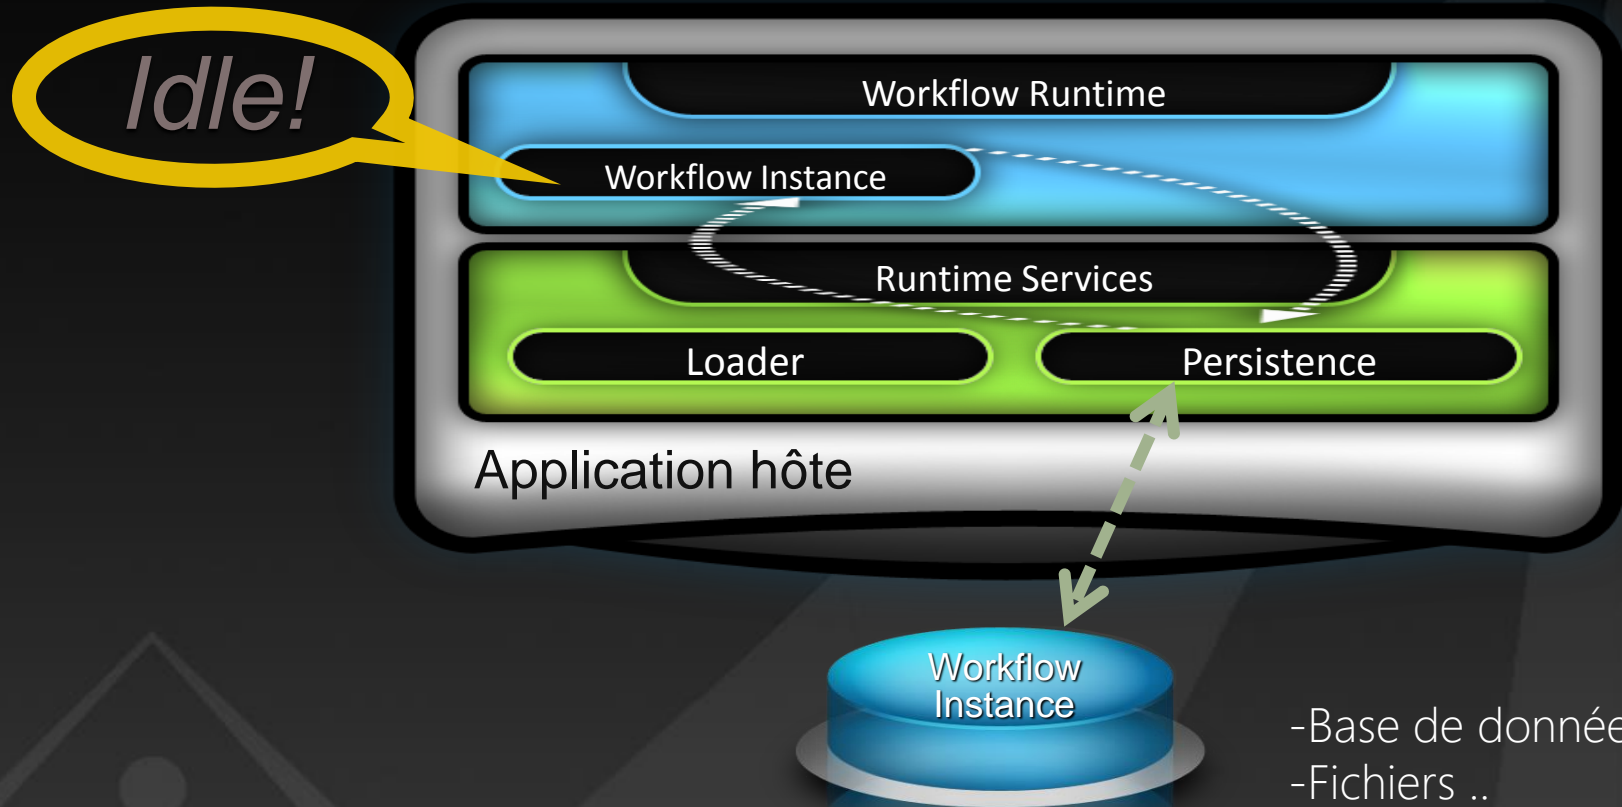 Idle!
Workflow Runtime
Workflow Instance
Runtime Services
Loader
Persistence
Application hôte
Workflow
Instance
-Base de donnée
-Fichiers ..